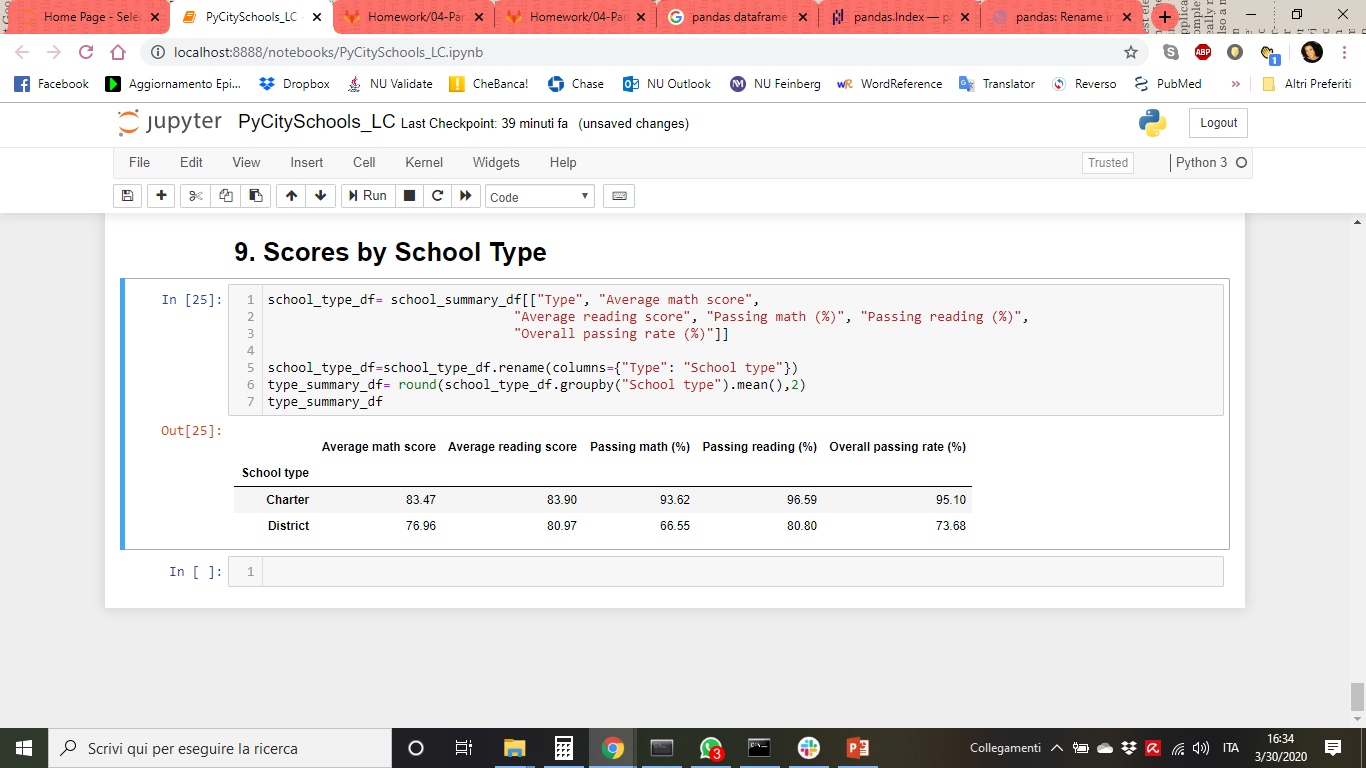 Home Page - Sele
PyCitySchools_LC -
Homework/04-Pan
Homework/04-Pan
pandas dataframe
pandas.Index — p
pandas: Rename in
localhost:8888/notebooks/PyCitySchools_LC.ipynb
ABP
1
Facebook
Aggiornamento Epi...
Dropbox
NU Validate
CheBanca!
Chase
NU Outlook
NU Feinberg
WordReference
Translator
Reverso
PubMed
»
Altri Preferiti
jupyter PyCitySchools_LC Last Checkpoint: 39 minuti fa (unsaved changes)
Logout
File Edit View Insert Cell Kernel Widgets Help
Trusted
Python 3
Run
Code
9. Scores by School Type
In [25]:
1 school_type_df= school_summary_df[["Type", "Average math score",
2 "Average reading score", "Passing math (%)", "Passing reading (%)",
3 "Overall passing rate (%)"]]
4
5 school_type_df=school_type_df.rename(columns={"Type": "School type"})
6 type_summary_df= round(school_type_df.groupby("School type").mean(),2)
7 type_summary_df
Out[25]:
Average math score Average reading score Passing math (%) Passing reading (%) Overall passing rate (%)
School type
Charter 83.47 83.90 93.62 96.59 95.10
District 76.96 80.97 66.55 80.80 73.68
In [ ]: 1
Scrivi qui per eseguire la ricerca
3
Collegamenti
ITA
16:34
3/30/2020